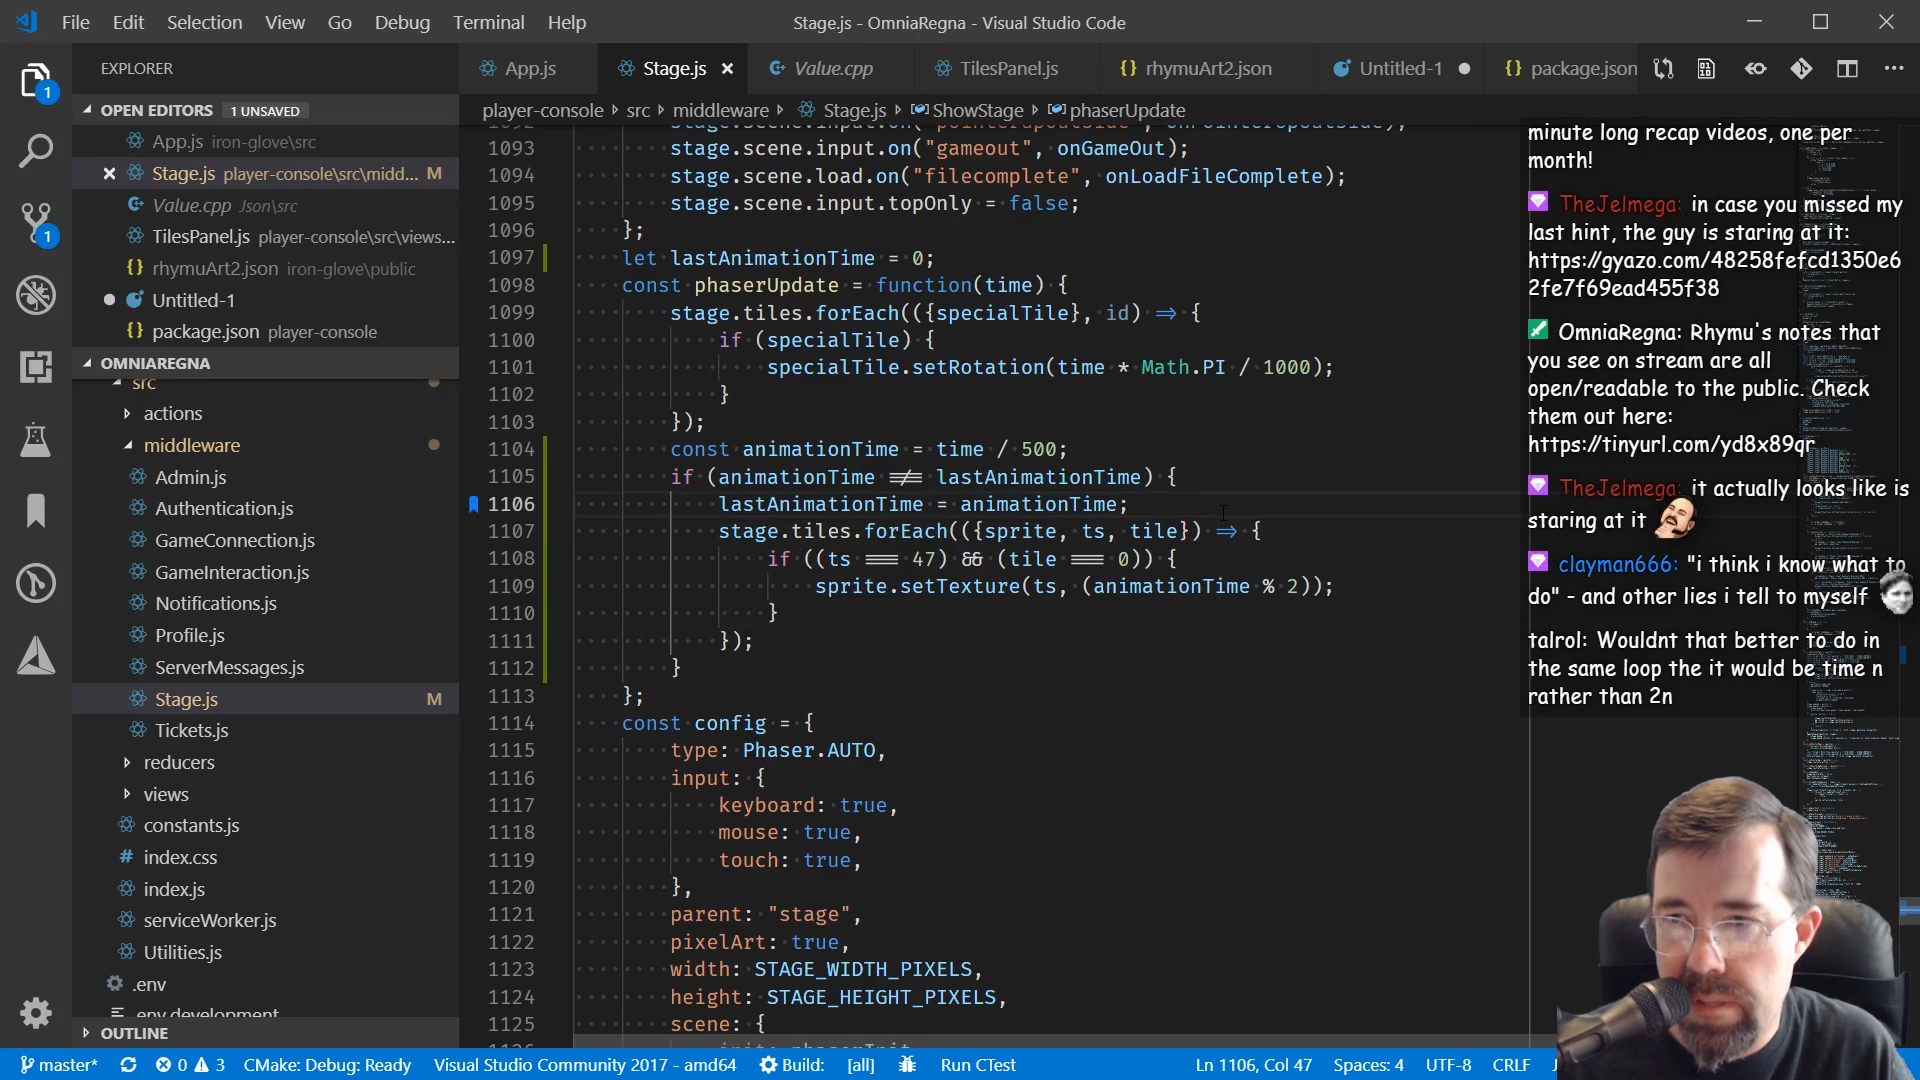 File Edit Selection View Go Debug Terminal Help
Stage.js - OmniaRegna - Visual Studio Code
EXPLORER
App.js
Stage.js
Value.cpp
TilesPanel.js
{} rhymuArt2.json
Untitled-1
{} package.json
OPEN EDITORS 1 UNSAVED
App.js iron-glove\src
Stage.js player-console\src\midd... M
Value.cpp Json\src
TilesPanel.js player-console\src\views...
{} rhymuArt2.json iron-glove\public
Untitled-1
{} package.json player-console
OMNIAREGNA
src
actions
middleware
Admin.js
Authentication.js
GameConnection.js
GameInteraction.js
Notifications.js
Profile.js
ServerMessages.js
Stage.js M
Tickets.js
reducers
views
constants.js
# index.css
index.js
serviceWorker.js
Utilities.js
.env
.env.development
OUTLINE
player-console > src > middleware > Stage.js > ShowStage > phaserUpdate
1092 stage.scene.input.on("pointerupoutside", onPointerUpOutside);
1093 stage.scene.input.on("gameout", onGameOut);
1094 stage.scene.load.on("filecomplete", onLoadFileComplete);
1095 stage.scene.input.topOnly = false;
1096 };
1097 let lastAnimationTime = 0;
1098 const phaserUpdate = function(time) {
1099 stage.tiles.forEach(({specialTile}, id) => {
1100 if (specialTile) {
1101 specialTile.setRotation(time * Math.PI / 1000);
1102 }
1103 });
1104 const animationTime = time / 500;
1105 if (animationTime !== lastAnimationTime) {
1106 lastAnimationTime = animationTime;
1107 stage.tiles.forEach(({sprite, ts, tile}) => {
1108 if ((ts === 47) && (tile === 0)) {
1109 sprite.setTexture(ts, (animationTime % 2));
1110 }
1111 });
1112 }
1113 };
1114 const config = {
1115 type: Phaser.AUTO,
1116 input: {
1117 keyboard: true,
1118 mouse: true,
1119 touch: true,
1120 },
1121 parent: "stage",
1122 pixelArt: true,
1123 width: STAGE_WIDTH_PIXELS,
1124 height: STAGE_HEIGHT_PIXELS,
1125 scene: {
1126 init: phaserInit,
minute long recap videos, one per
month!
TheJelmega: in case you missed my
last hint, the guy is staring at it:
https://gyazo.com/48258fefcd1350e6
2fe7f69ead455f38
OmniaRegna: Rhymu's notes that
you see on stream are all
open/readable to the public. Check
them out here:
https://tinyurl.com/yd8x89qr
TheJelmega: it actually looks like is
staring at it
clayman666: "i think i know what to
do" - and other lies i tell to myself
talrol: Wouldnt that better to do in
the same loop the it would be time n
rather than 2n
master* 0 3 CMake: Debug: Ready Visual Studio Community 2017 - amd64 Build: [all] Run CTest Ln 1106, Col 47 Spaces: 4 UTF-8 CRLF